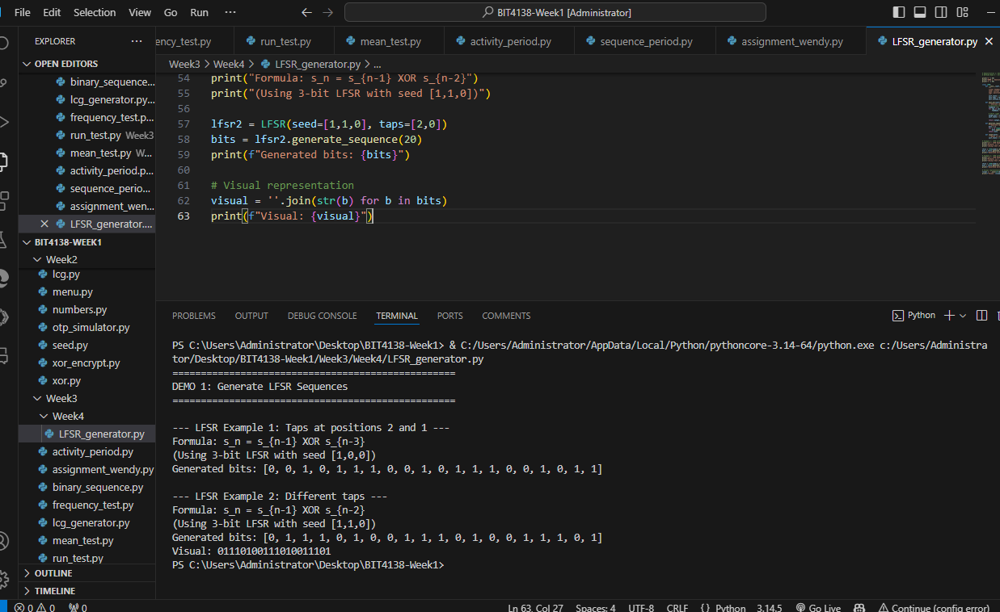 File Edit Selection View Go Run ··· BIT4138-Week1 [Administrator]
EXPLORER ···
ency_test.py run_test.py mean_test.py activity_period.py sequence_period.py assignment_wendy.py LFSR_generator.py
OPEN EDITORS
binary_sequence...
lcg_generator.py...
frequency_test.p...
run_test.py Week3
mean_test.py W...
activity_period.p...
sequence_perio...
assignment_wen...
LFSR_generator....
BIT4138-WEEK1
Week2
lcg.py
menu.py
numbers.py
otp_simulator.py
seed.py
xor_encrypt.py
xor.py
Week3
Week4
LFSR_generator.py
activity_period.py
assignment_wendy.py
binary_sequence.py
frequency_test.py
lcg_generator.py
mean_test.py
run_test.py
OUTLINE
TIMELINE
Week3 > Week4 > LFSR_generator.py > ...
54 print("Formula: s_n = s_{n-1} XOR s_{n-2}")
55 print("(Using 3-bit LFSR with seed [1,1,0])")
56
57 lfsr2 = LFSR(seed=[1,1,0], taps=[2,0])
58 bits = lfsr2.generate_sequence(20)
59 print(f"Generated bits: {bits}")
60
61 # Visual representation
62 visual = ''.join(str(b) for b in bits)
63 print(f"Visual: {visual}")
PROBLEMS OUTPUT DEBUG CONSOLE TERMINAL PORTS COMMENTS Python
PS C:\Users\Administrator\Desktop\BIT4138-Week1> & C:/Users/Administrator/AppData/Local/Python/pythoncore-3.14-64/python.exe c:/Users/Administra
tor/Desktop/BIT4138-Week1/Week3/Week4/LFSR_generator.py
==================================================
DEMO 1: Generate LFSR Sequences
==================================================
--- LFSR Example 1: Taps at positions 2 and 1 ---
Formula: s_n = s_{n-1} XOR s_{n-3}
(Using 3-bit LFSR with seed [1,0,0])
Generated bits: [0, 0, 1, 0, 1, 1, 1, 0, 0, 1, 0, 1, 1, 1, 0, 0, 1, 0, 1, 1]
--- LFSR Example 2: Different taps ---
Formula: s_n = s_{n-1} XOR s_{n-2}
(Using 3-bit LFSR with seed [1,1,0])
Generated bits: [0, 1, 1, 1, 0, 1, 0, 0, 1, 1, 1, 0, 1, 0, 0, 1, 1, 1, 0, 1]
Visual: 01110100111010011101
PS C:\Users\Administrator\Desktop\BIT4138-Week1>
0 0 0 Ln 63, Col 27 Spaces: 4 UTF-8 CRLF {} Python 3.14.5 Go Live Continue (config error)